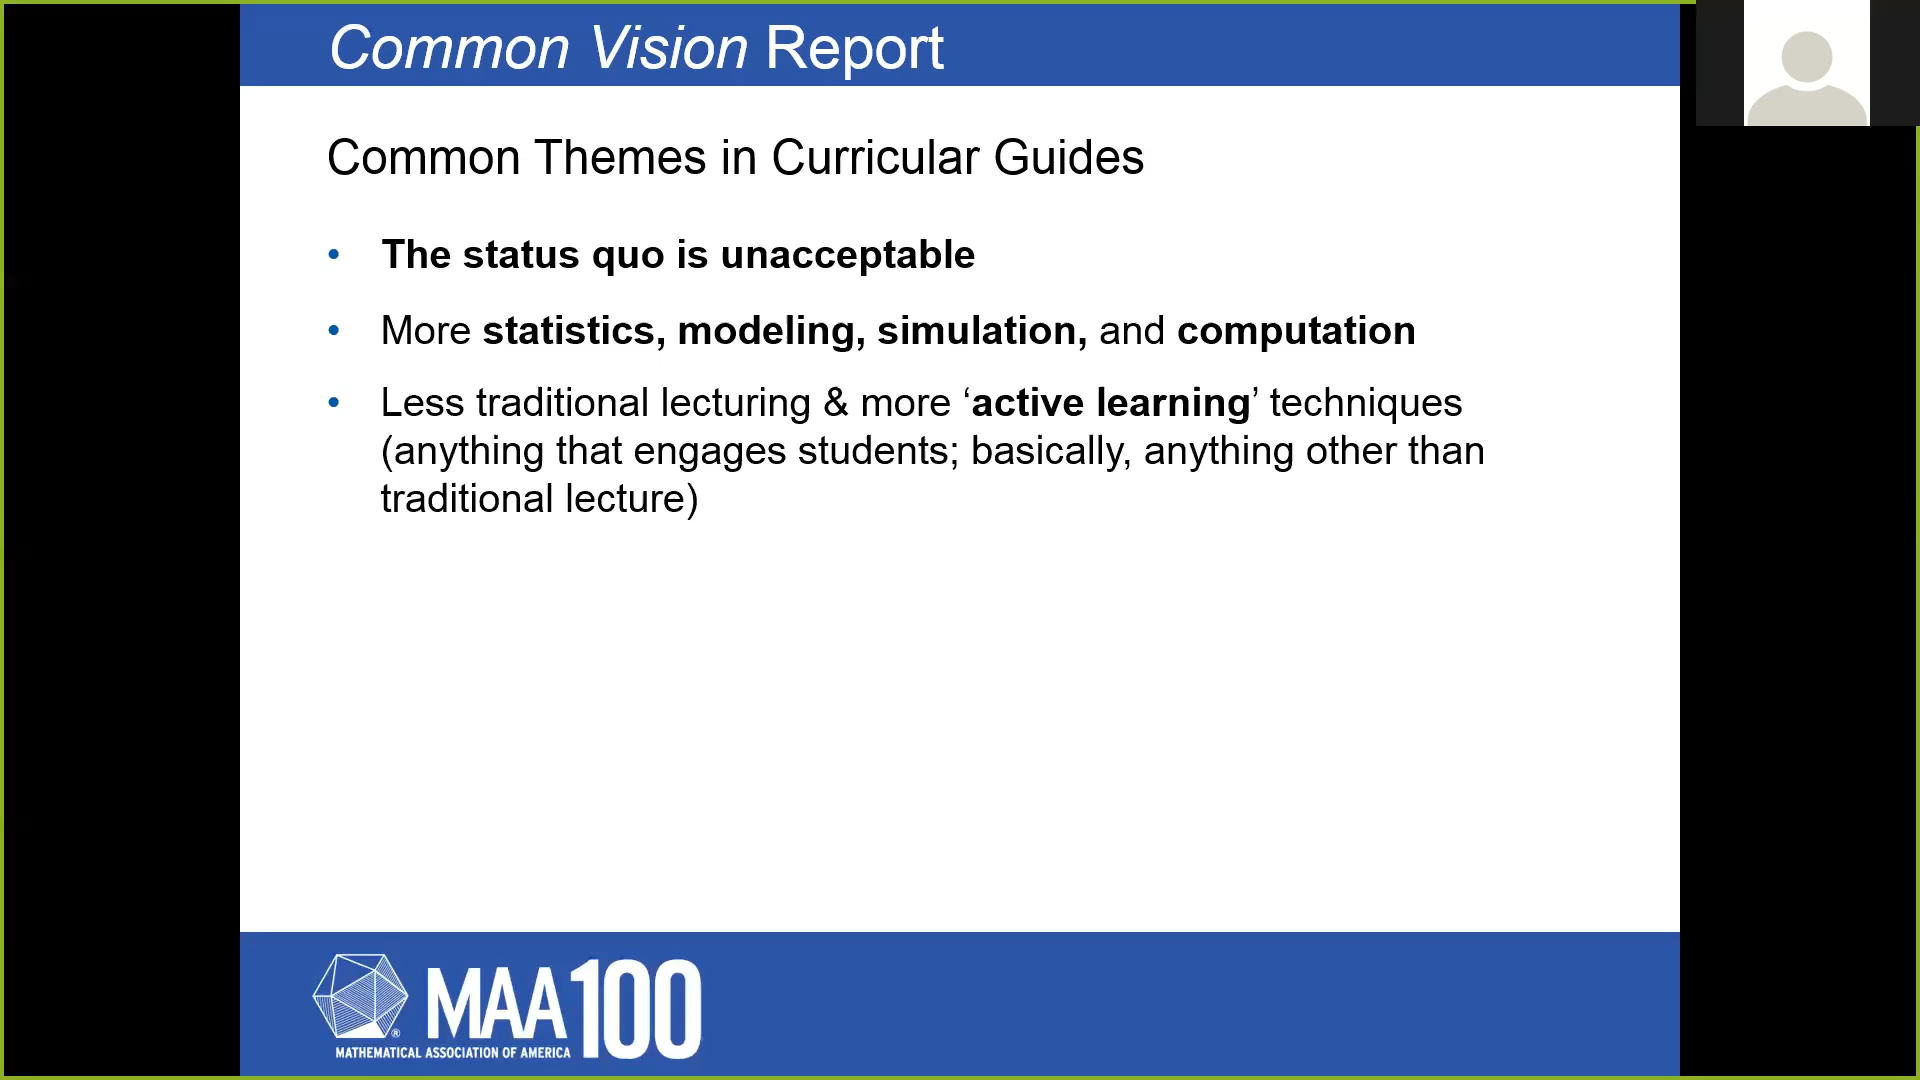 Common Vision Report
Common Themes in Curricular Guides
• The status quo is unacceptable
• More statistics, modeling, simulation, and computation
• Less traditional lecturing & more ‘active learning’ techniques
(anything that engages students; basically, anything other than
traditional lecture)
MAA100
®
MATHEMATICAL ASSOCIATION OF AMERICA